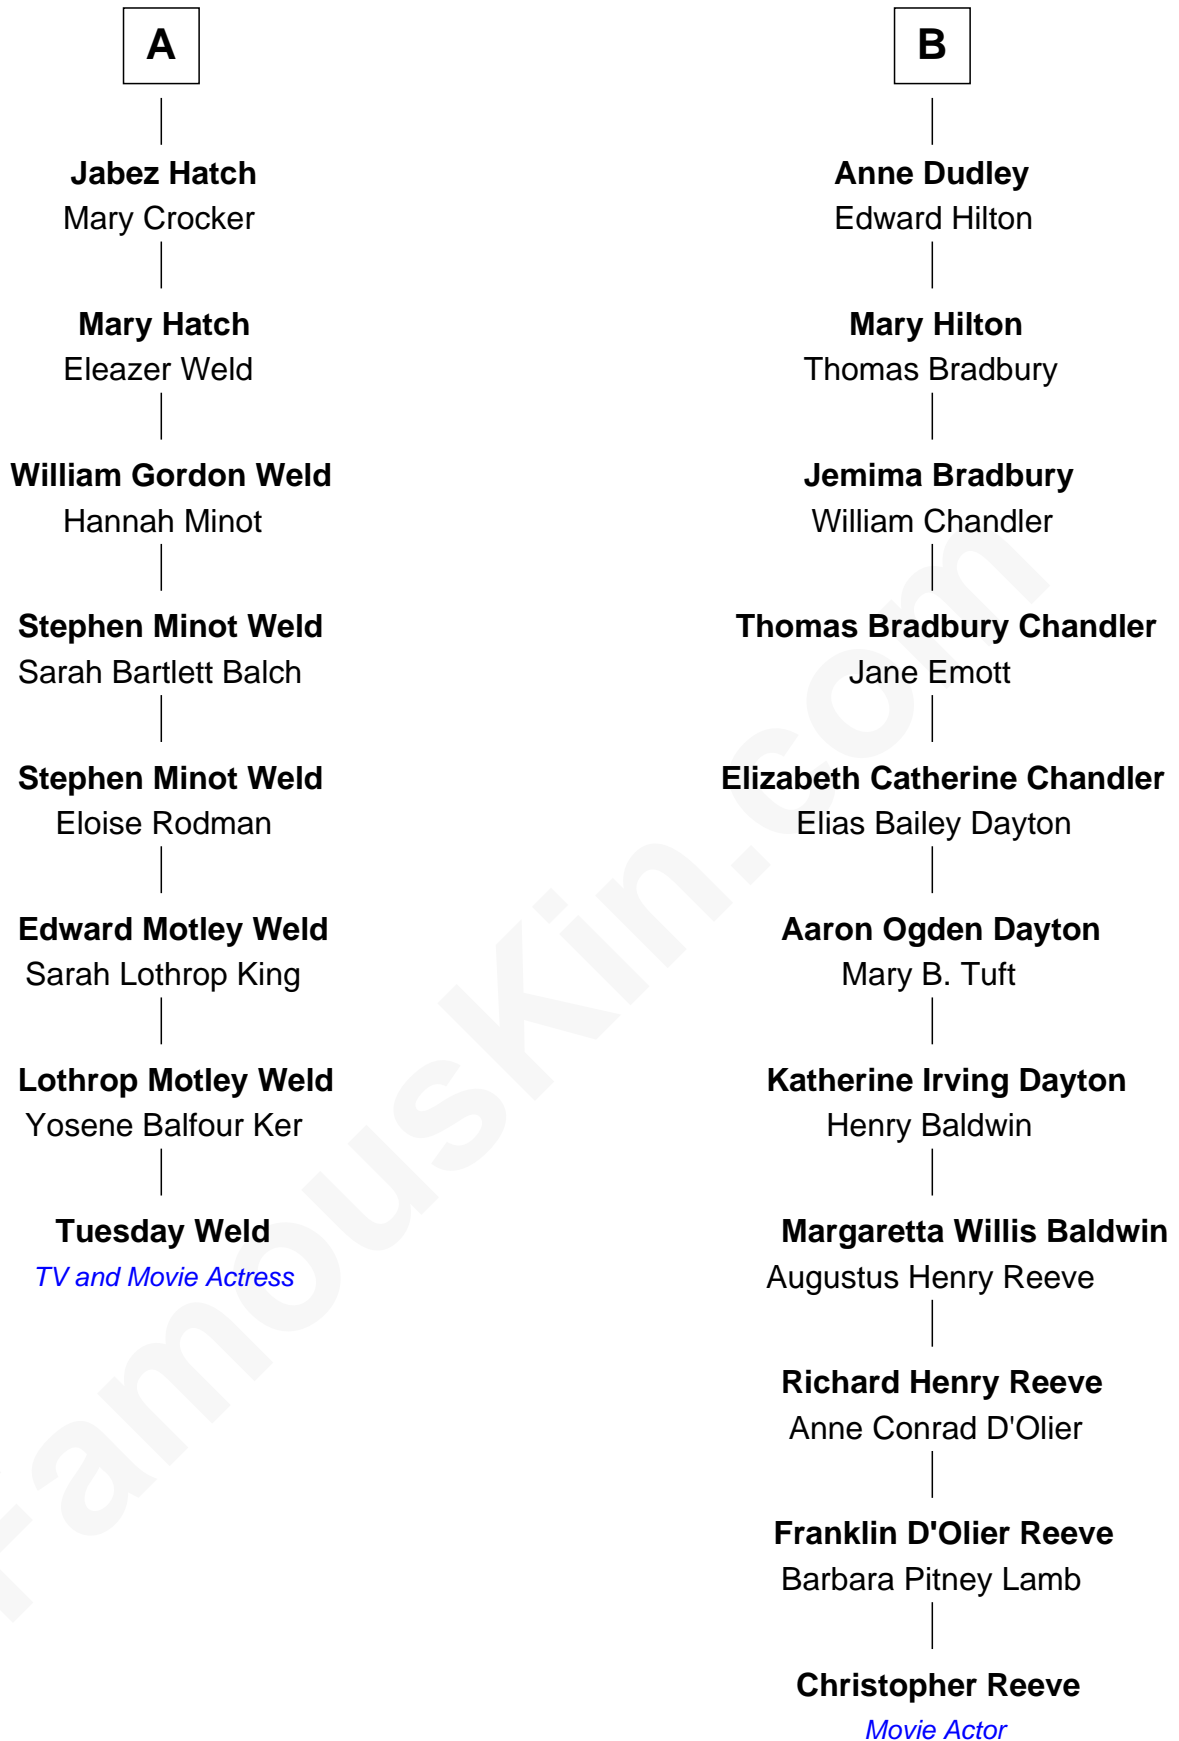 A
Jabez Hatch
Mary Crocker
Mary Hatch
Eleazer Weld
William Gordon Weld
Hannah Minot
Stephen Minot Weld
Sarah Bartlett Balch
Stephen Minot Weld
Eloise Rodman
Edward Motley Weld
Sarah Lothrop King
Lothrop Motley Weld
Yosene Balfour Ker
Tuesday Weld
TV and Movie Actress
B
Anne Dudley
Edward Hilton
Mary Hilton
Thomas Bradbury
Jemima Bradbury
William Chandler
Thomas Bradbury Chandler
Jane Emott
Elizabeth Catherine Chandler
Elias Bailey Dayton
Aaron Ogden Dayton
Mary B. Tuft
Katherine Irving Dayton
Henry Baldwin
Margaretta Willis Baldwin
Augustus Henry Reeve
Richard Henry Reeve
Anne Conrad D'Olier
Franklin D'Olier Reeve
Barbara Pitney Lamb
Christopher Reeve
Movie Actor
FamousKin.com